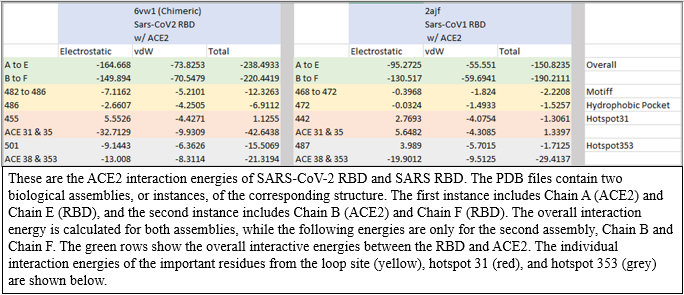 6vw1 (Chimeric) 2ajf
Sars-CoV2 RBD Sars-CoV1 RBD
w/ ACE2 w/ ACE2
Electrostatic vdW Total Electrostatic vdW Total
A to E -164.668 -73.8253 -238.4933 A to E -95.2725 -55.551 -150.8235 Overall
B to F -149.894 -70.5479 -220.4419 B to F -130.517 -59.6941 -190.2111
482 to 486 -7.1162 -5.2101 -12.3263 468 to 472 -0.3968 -1.824 -2.2208 Motiff
486 -2.6607 -4.2505 -6.9112 472 -0.0324 -1.4933 -1.5257 Hydrophobic Pocket
455 5.5526 -4.4271 1.1255 442 2.7693 -4.0754 -1.3061 Hotspot31
ACE 31 & 35 -32.7129 -9.9309 -42.6438 ACE 31 & 35 5.6482 -4.3085 1.3397
501 -9.1443 -6.3626 -15.5069 487 3.989 -5.7015 -1.7125 Hotspot353
ACE 38 & 353 -13.008 -8.3114 -21.3194 ACE 38 & 353 -19.9012 -9.5125 -29.4137
These are the ACE2 interaction energies of SARS-CoV-2 RBD and SARS RBD. The PDB files contain two
biological assemblies, or instances, of the corresponding structure. The first instance includes Chain A (ACE2) and
Chain E (RBD), and the second instance includes Chain B (ACE2) and Chain F (RBD). The overall interaction
energy is calculated for both assemblies, while the following energies are only for the second assembly, Chain B and
Chain F. The green rows show the overall interactive energies between the RBD and ACE2. The individual
interaction energies of the important residues from the loop site (yellow), hotspot 31 (red), and hotspot 353 (grey)
are shown below.